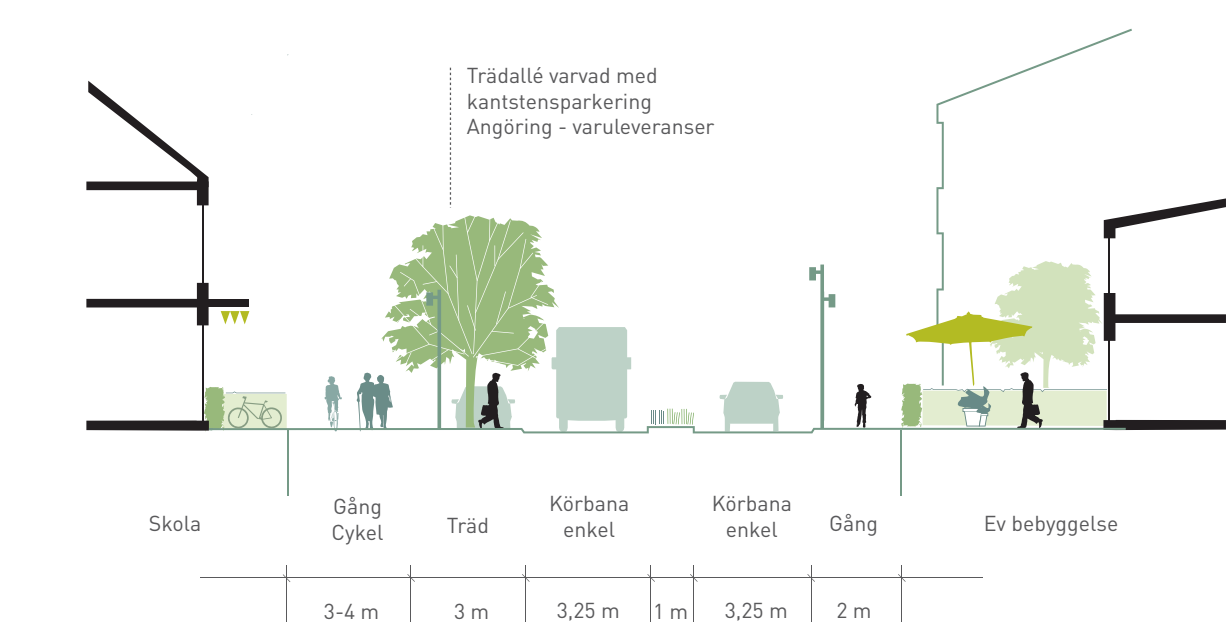 Trädallé varvad med
kantstensparkering
Angöring - varuleveranser
Skola
Gång
Cykel
Träd
Körbana
enkel
Körbana
enkel
Gång
Ev bebyggelse
3-4 m
3 m
3,25 m
1 m
3,25 m
2 m